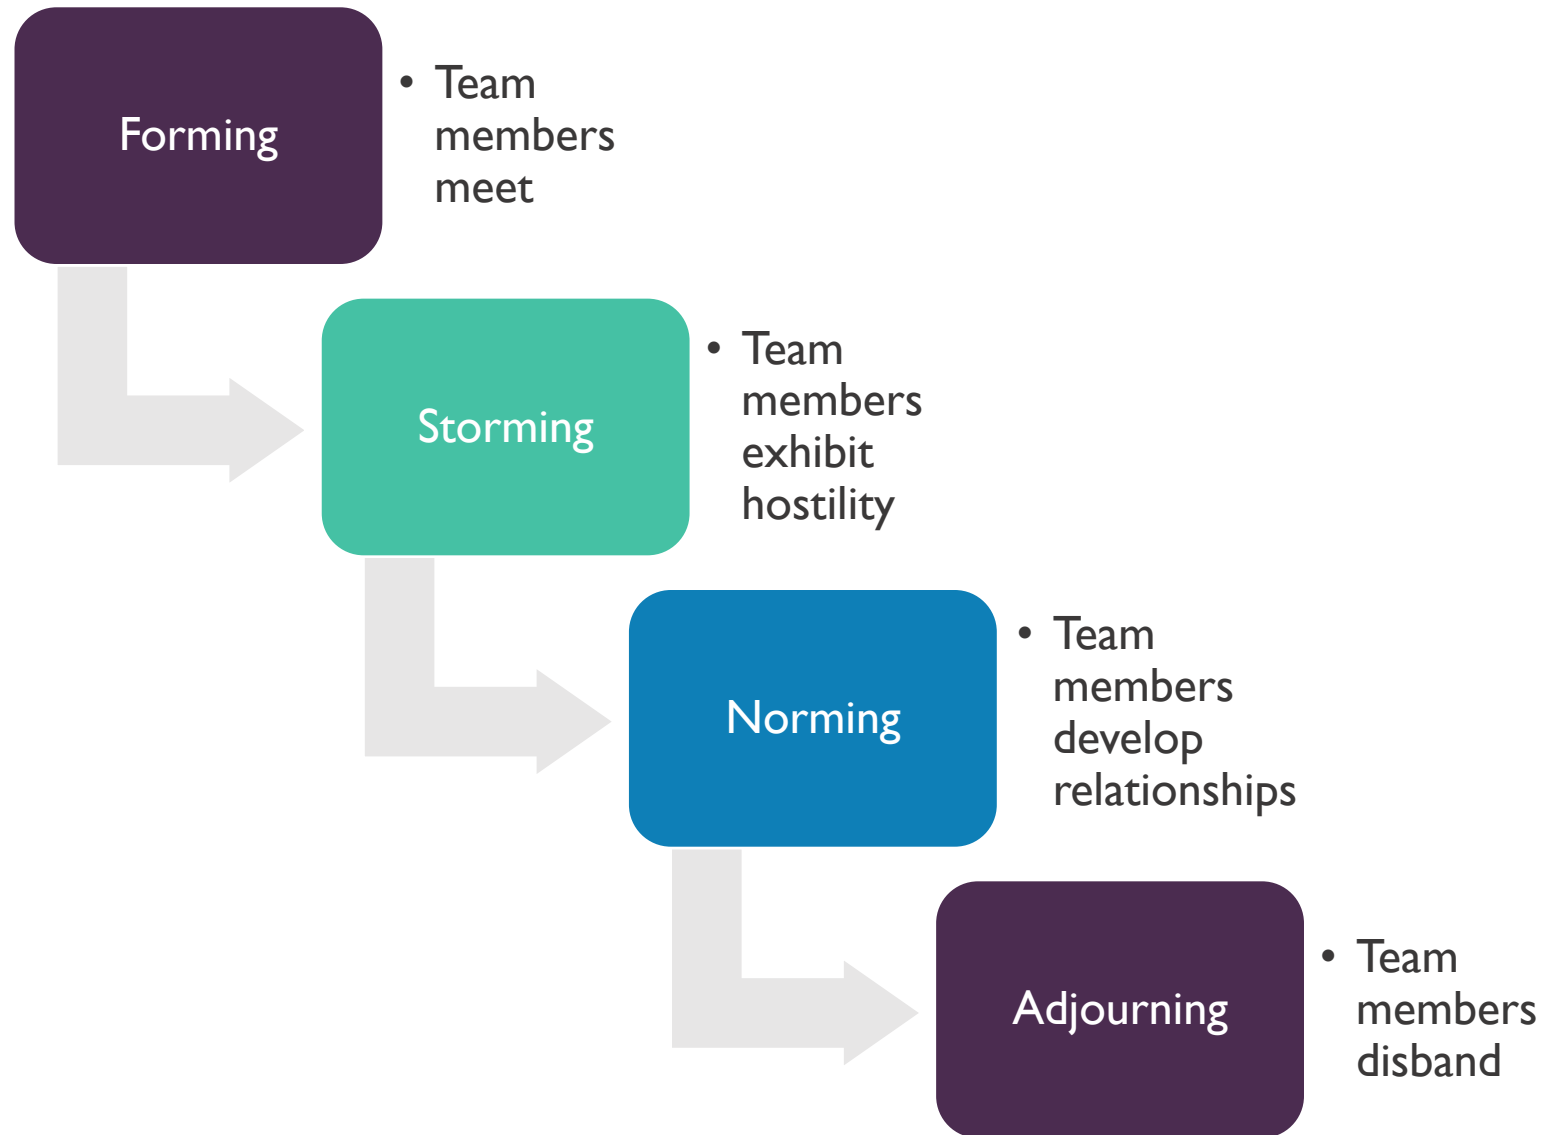 Forming
• Team
members
meet
Storming
• Team
members
exhibit
hostility
Norming
• Team
members
develop
relationships
Adjourning
• Team
members
disband